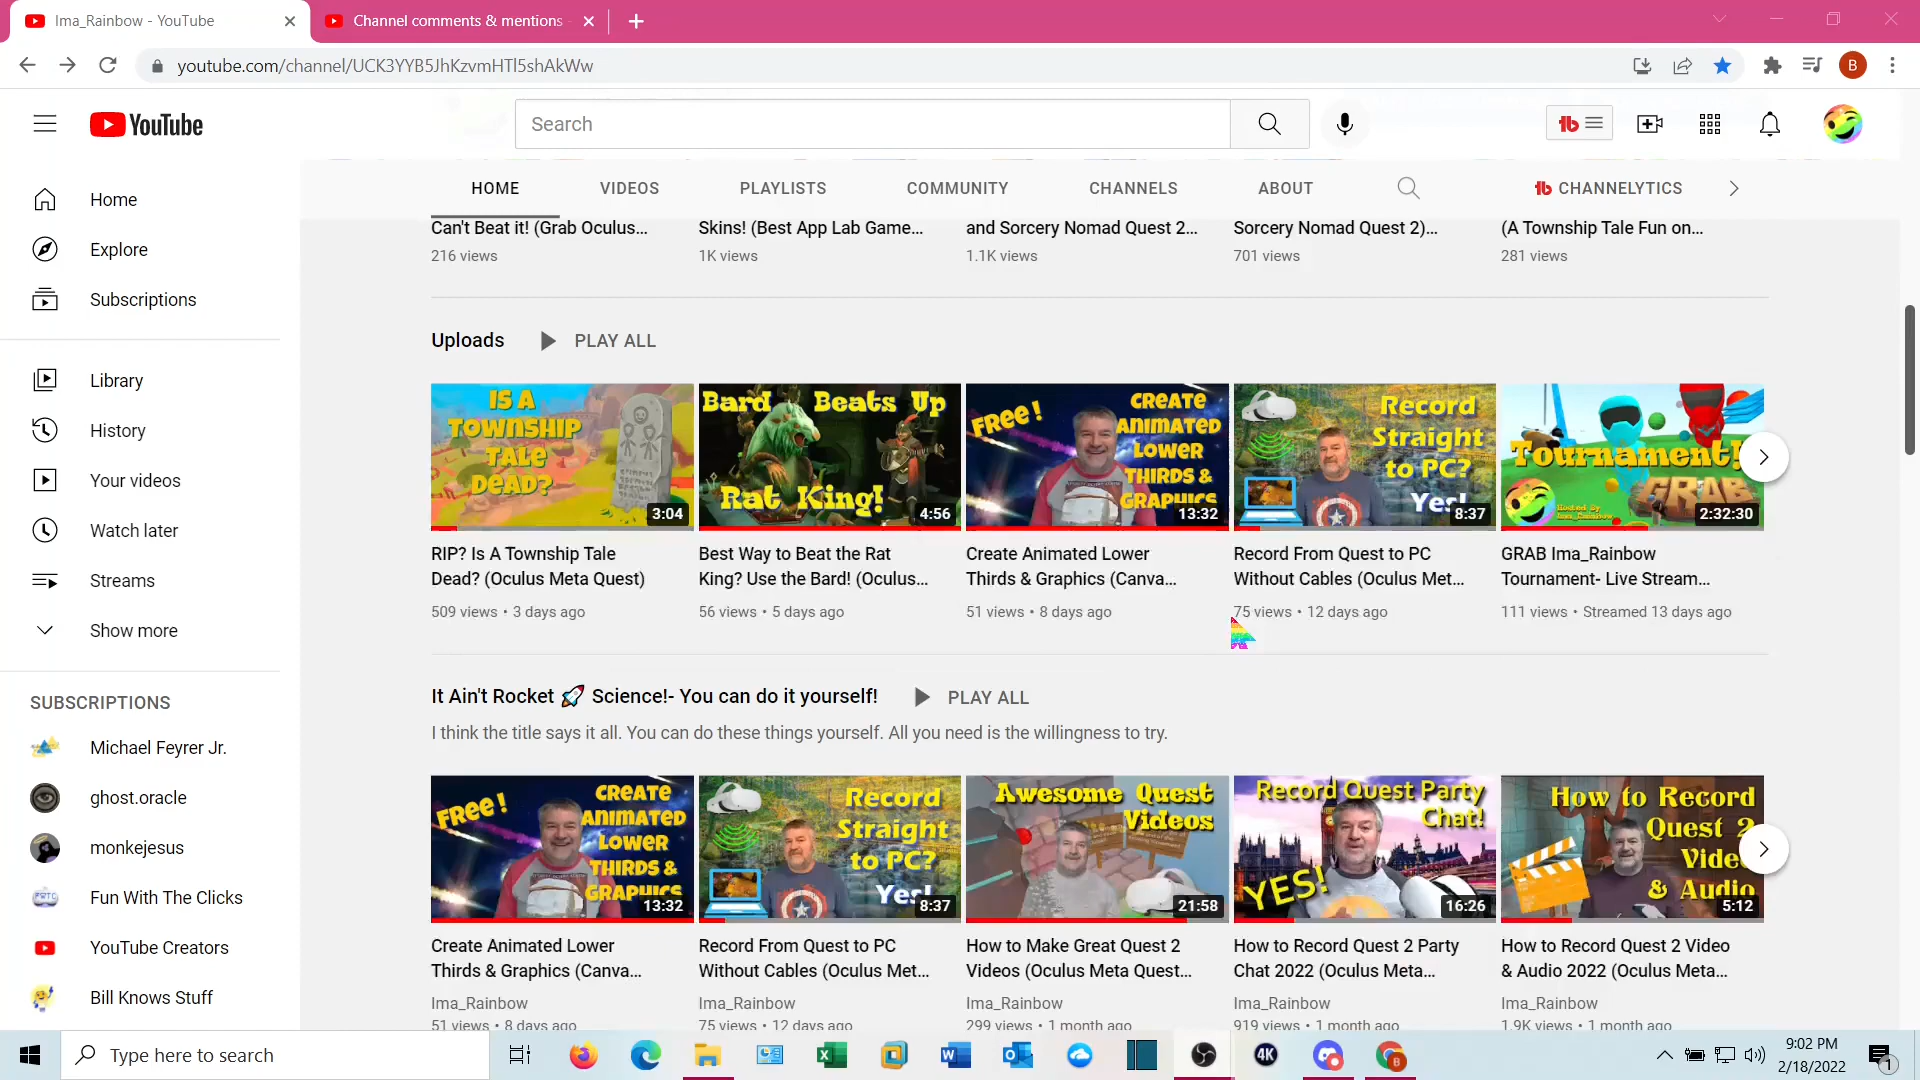 Ima_Rainbow - YouTube
Channel comments & mentions
youtube.com/channel/UCK3YYB5JhKzvmHTl5shAkWw
B
YouTube
Search
Home
Explore
Subscriptions
Library
History
Your videos
Watch later
Streams
Show more
SUBSCRIPTIONS
Michael Feyrer Jr.
ghost.oracle
monkejesus
Fun With The Clicks
YouTube Creators
Bill Knows Stuff
HOME VIDEOS PLAYLISTS COMMUNITY CHANNELS ABOUT CHANNELYTICS
Can't Beat it! (Grab Oculus...
216 views
Skins! (Best App Lab Game...
1K views
and Sorcery Nomad Quest 2...
1.1K views
Sorcery Nomad Quest 2)...
701 views
(A Township Tale Fun on...
281 views
Uploads PLAY ALL
IS A
TOWNSHIP
TALE
DEAD?
3:04
RIP? Is A Township Tale
Dead? (Oculus Meta Quest)
509 views • 3 days ago
Bard Beats Up
Rat King!
4:56
Best Way to Beat the Rat
King? Use the Bard! (Oculus...
56 views • 5 days ago
FREE!
CREATE
ANIMATED
LOWER
THIRDS &
GRAPHICS
13:32
Create Animated Lower
Thirds & Graphics (Canva...
51 views • 8 days ago
Record
Straight
to PC?
Yes!
8:37
Record From Quest to PC
Without Cables (Oculus Met...
75 views • 12 days ago
Tournament!
GRAB
Hosted by
2:32:30
GRAB Ima_Rainbow
Tournament- Live Stream...
111 views • Streamed 13 days ago
It Ain't Rocket 🚀 Science!- You can do it yourself! PLAY ALL
I think the title says it all. You can do these things yourself. All you need is the willingness to try.
FREE!
CREATE
ANIMATED
LOWER
THIRDS &
GRAPHICS
13:32
Create Animated Lower
Thirds & Graphics (Canva...
Ima_Rainbow
51 views • 8 days ago
Record
Straight
to PC?
Yes!
8:37
Record From Quest to PC
Without Cables (Oculus Met...
Ima_Rainbow
75 views • 12 days ago
Awesome Quest
Videos
21:58
How to Make Great Quest 2
Videos (Oculus Meta Quest...
Ima_Rainbow
299 views • 1 month ago
Record Quest Party
Chat!
YES!
16:26
How to Record Quest 2 Party
Chat 2022 (Oculus Meta...
Ima_Rainbow
919 views • 1 month ago
How to Record
Quest 2
Video
& Audio
5:12
How to Record Quest 2 Video
& Audio 2022 (Oculus Meta...
Ima_Rainbow
1.9K views • 1 month ago
Type here to search
4K
9:02 PM
2/18/2022
1